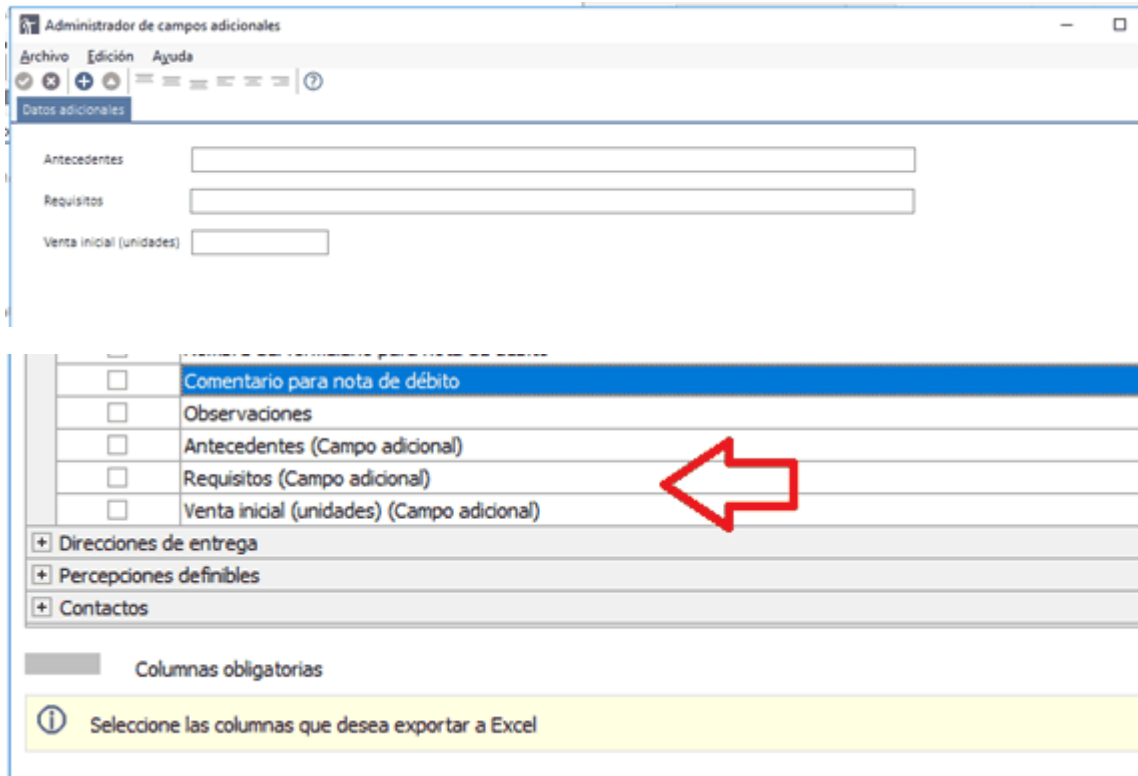 Administrador de campos adicionales
Archivo Edición Ayuda
Datos adicionales
Antecedentes
Requisitos
Venta inicial (unidades)
Comentario para nota de débito
Observaciones
Antecedentes (Campo adicional)
Requisitos (Campo adicional)
Venta inicial (unidades) (Campo adicional)
Direcciones de entrega
Percepciones definibles
Contactos
Columnas obligatorias
Seleccione las columnas que desea exportar a Excel